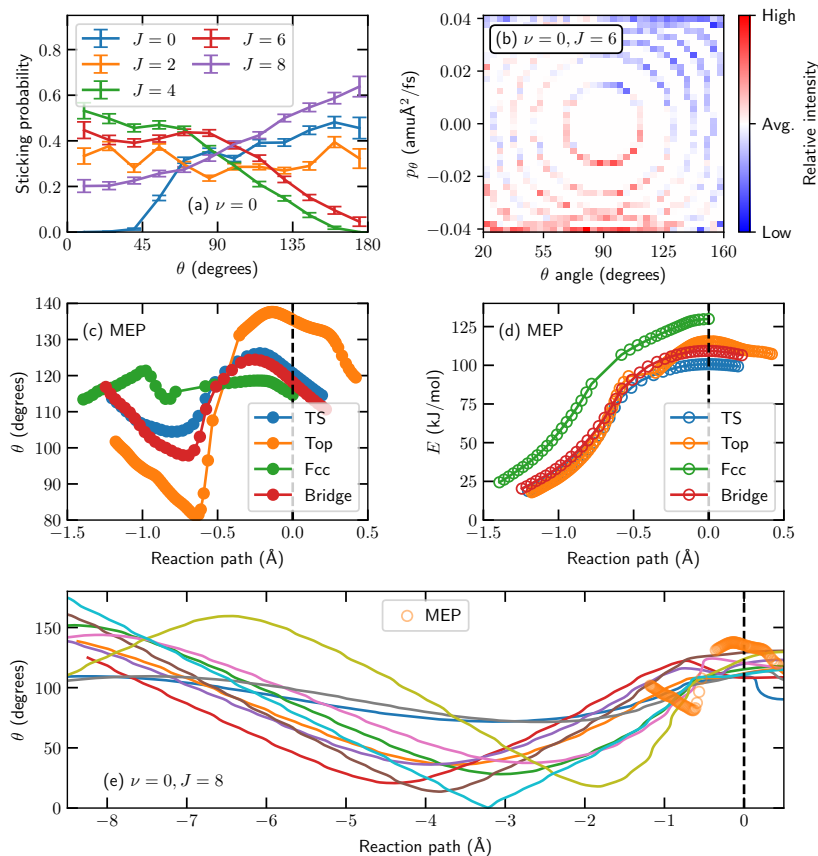 0.8
0.6
0.4
0.2
0.0
Sticking probability
J = 0
J = 2
J = 4
J = 6
J = 8
(a) ν = 0
0
45
90
135
180
θ (degrees)
0.04
0.02
0.00
−0.02
−0.04
p_θ (amuÅ²/fs)
(b) ν = 0, J = 6
20
55
90
125
160
θ angle (degrees)
High
Avg.
Low
Relative intensity
140
130
120
110
100
90
80
θ (degrees)
(c) MEP
TS
Top
Fcc
Bridge
−1.5
−1.0
−0.5
0.0
0.5
Reaction path (Å)
125
100
75
50
25
0
E (kJ/mol)
(d) MEP
TS
Top
Fcc
Bridge
−1.5
−1.0
−0.5
0.0
0.5
Reaction path (Å)
150
100
50
0
θ (degrees)
MEP
(e) ν = 0, J = 8
−8
−7
−6
−5
−4
−3
−2
−1
0
Reaction path (Å)